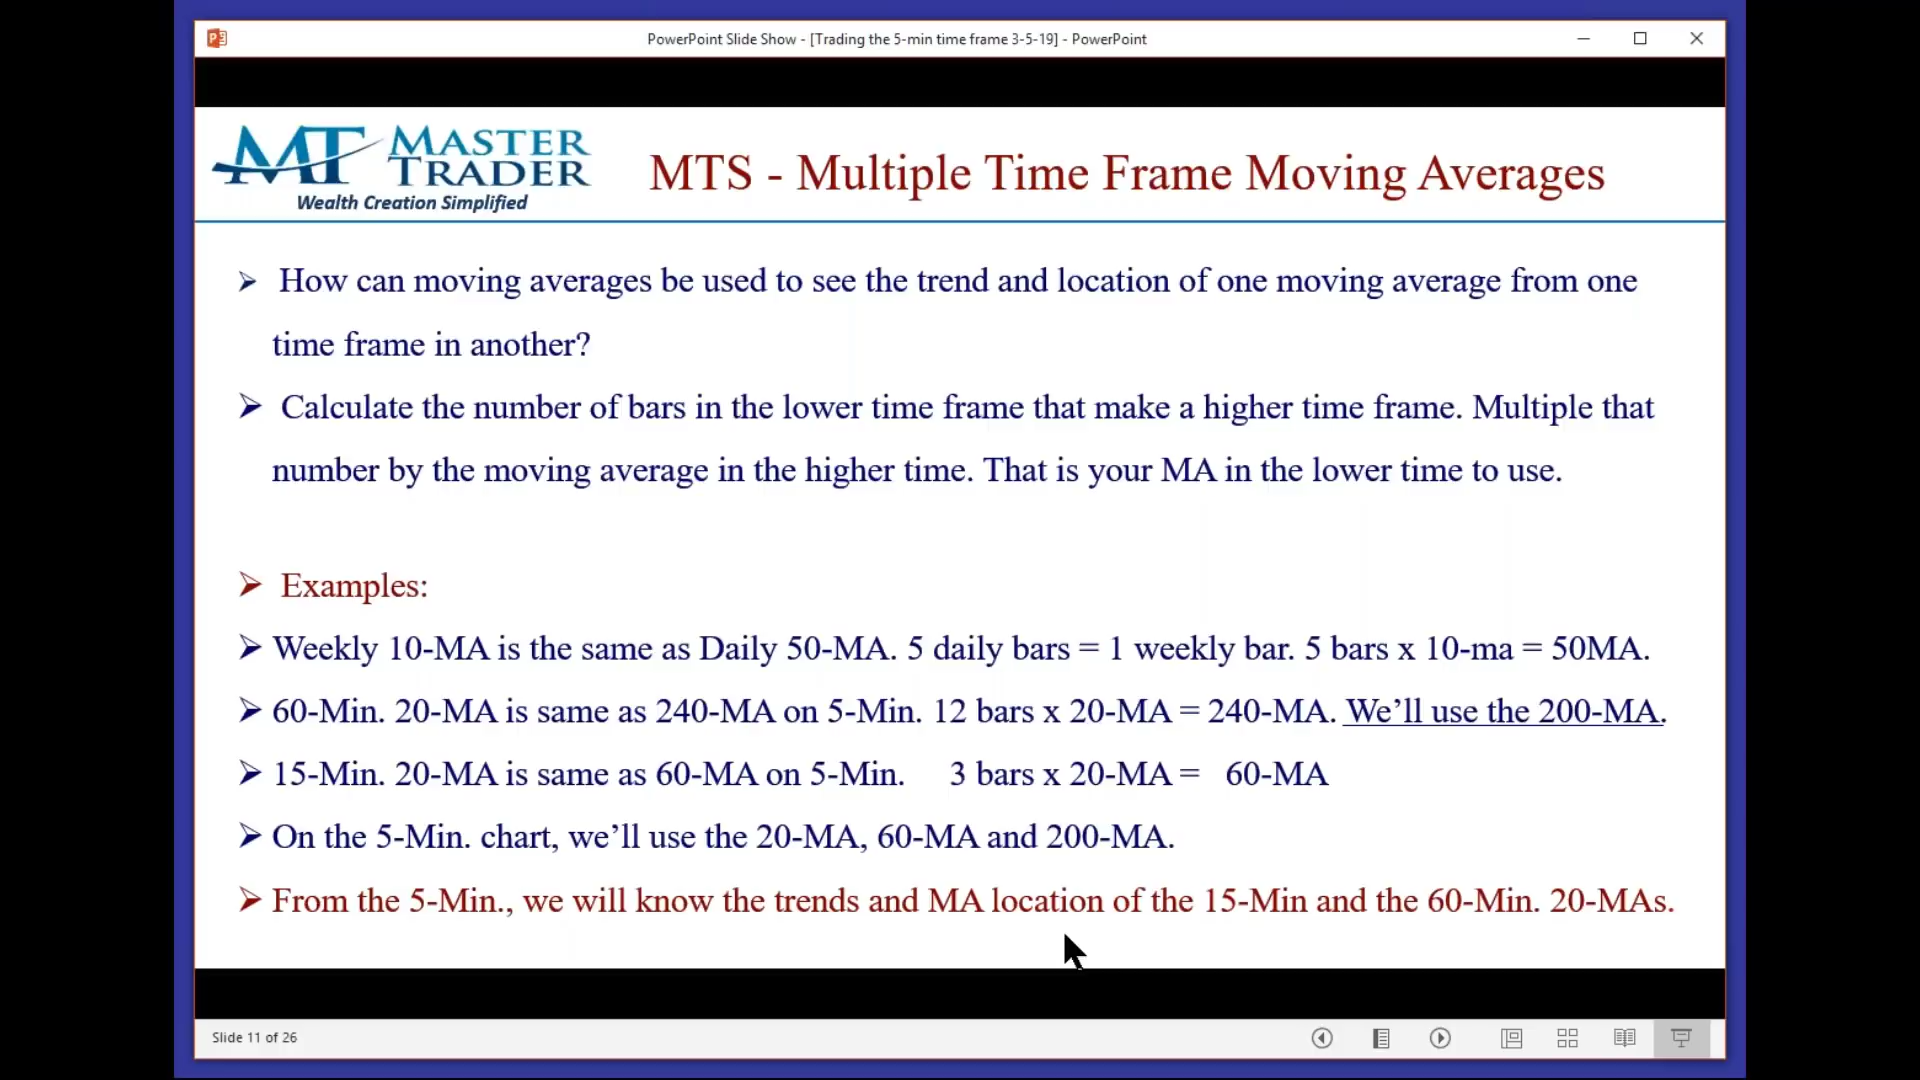 PowerPoint Slide Show - [Trading the 5-min time frame 3-5-19] - PowerPoint
MT MASTER
TRADER
Wealth Creation Simplified
MTS - Multiple Time Frame Moving Averages
How can moving averages be used to see the trend and location of one moving average from one
time frame in another?
Calculate the number of bars in the lower time frame that make a higher time frame. Multiple that
number by the moving average in the higher time. That is your MA in the lower time to use.
Examples:
Weekly 10-MA is the same as Daily 50-MA. 5 daily bars = 1 weekly bar. 5 bars x 10-ma = 50MA.
60-Min. 20-MA is same as 240-MA on 5-Min. 12 bars x 20-MA = 240-MA. We’ll use the 200-MA.
15-Min. 20-MA is same as 60-MA on 5-Min. 3 bars x 20-MA = 60-MA
On the 5-Min. chart, we’ll use the 20-MA, 60-MA and 200-MA.
From the 5-Min., we will know the trends and MA location of the 15-Min and the 60-Min. 20-MAs.
Slide 11 of 26